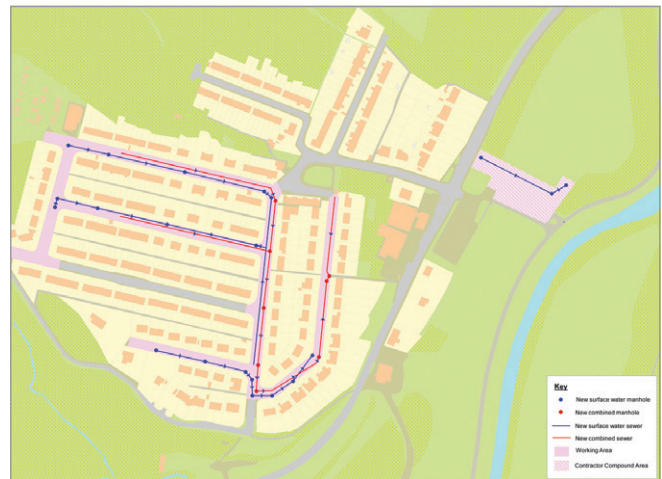 Key
New surface water manhole
New combined manhole
New surface water sewer
New combined sewer
Working Area
Contractor Compound Area